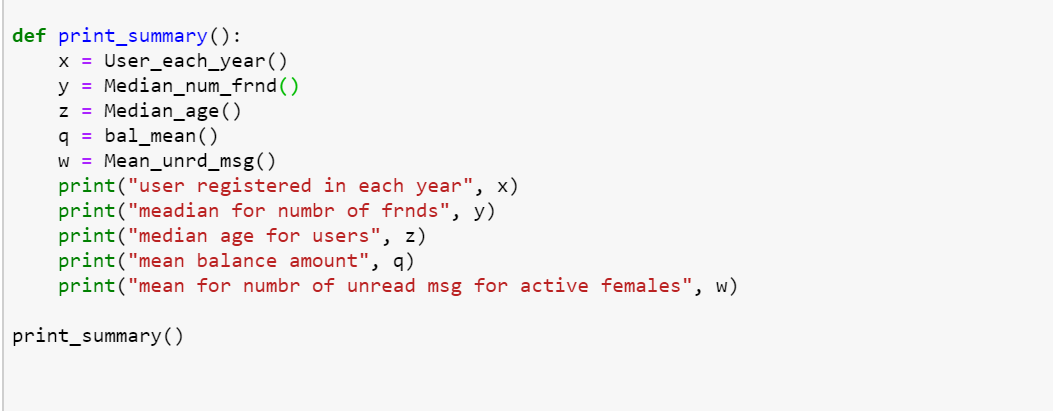 def print_summary():
    x = User_each_year()
    y = Median_num_frnd()
    z = Median_age()
    q = bal_mean()
    w = Mean_unrd_msg()
    print("user registered in each year", x)
    print("meadian for numbr of frnds", y)
    print("median age for users", z)
    print("mean balance amount", q)
    print("mean for numbr of unread msg for active females", w)
print_summary()